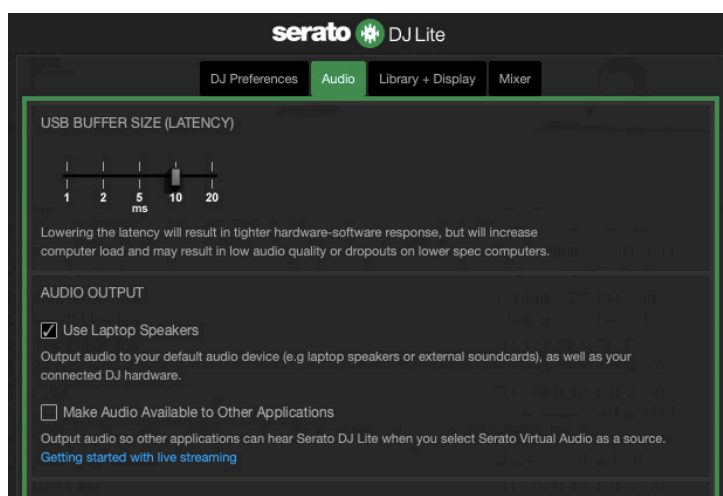 serato DJ Lite
DJ Preferences Audio Library + Display Mixer
USB BUFFER SIZE (LATENCY)
1 2 5 10 20
ms
Lowering the latency will result in tighter hardware-software response, but will increase
computer load and may result in low audio quality or dropouts on lower spec computers.
AUDIO OUTPUT
Use Laptop Speakers
Output audio to your default audio device (e.g laptop speakers or external soundcards), as well as your
connected DJ hardware.
Make Audio Available to Other Applications
Output audio so other applications can hear Serato DJ Lite when you select Serato Virtual Audio as a source.
Getting started with live streaming